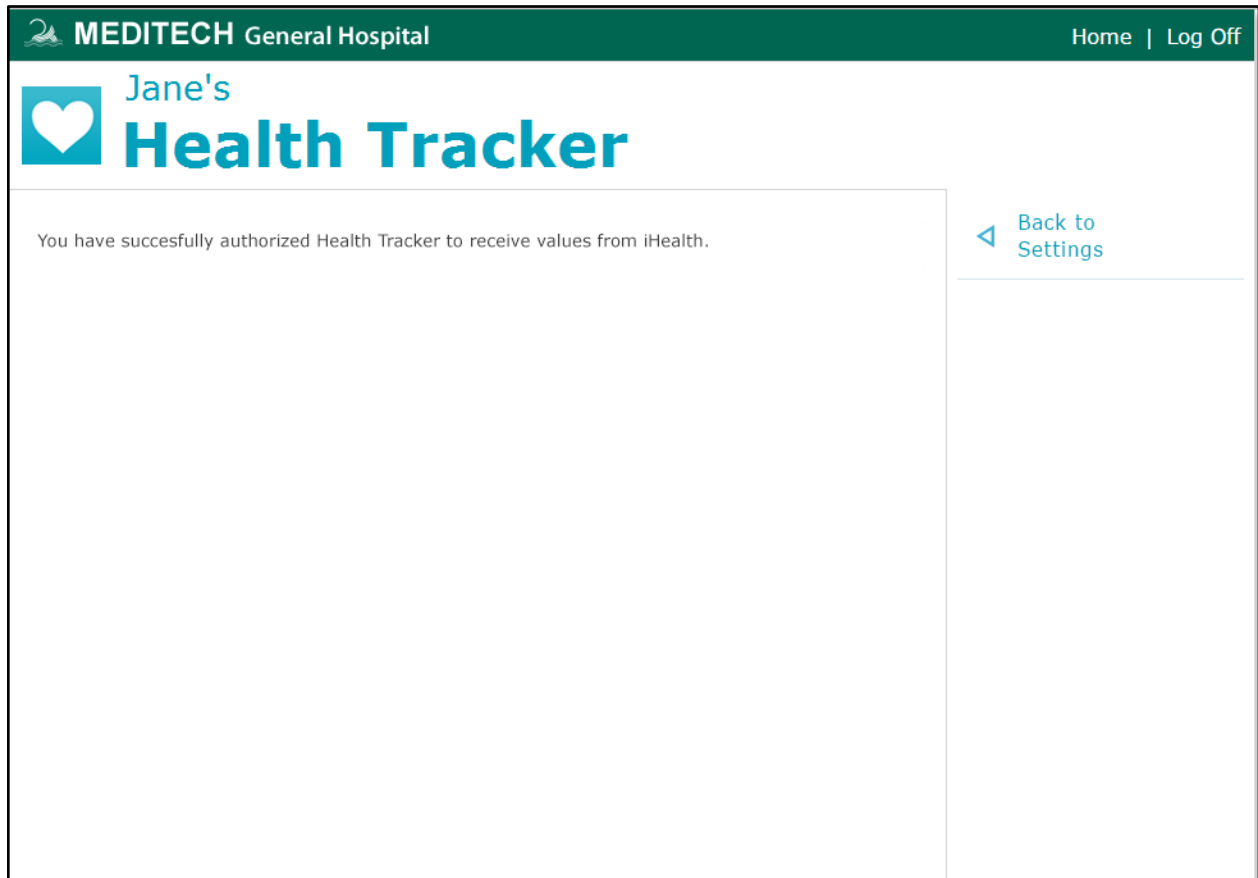 MEDITECH General Hospital
Home | Log Off
Jane's
Health Tracker
You have succesfully authorized Health Tracker to receive values from iHealth.
Back to
Settings